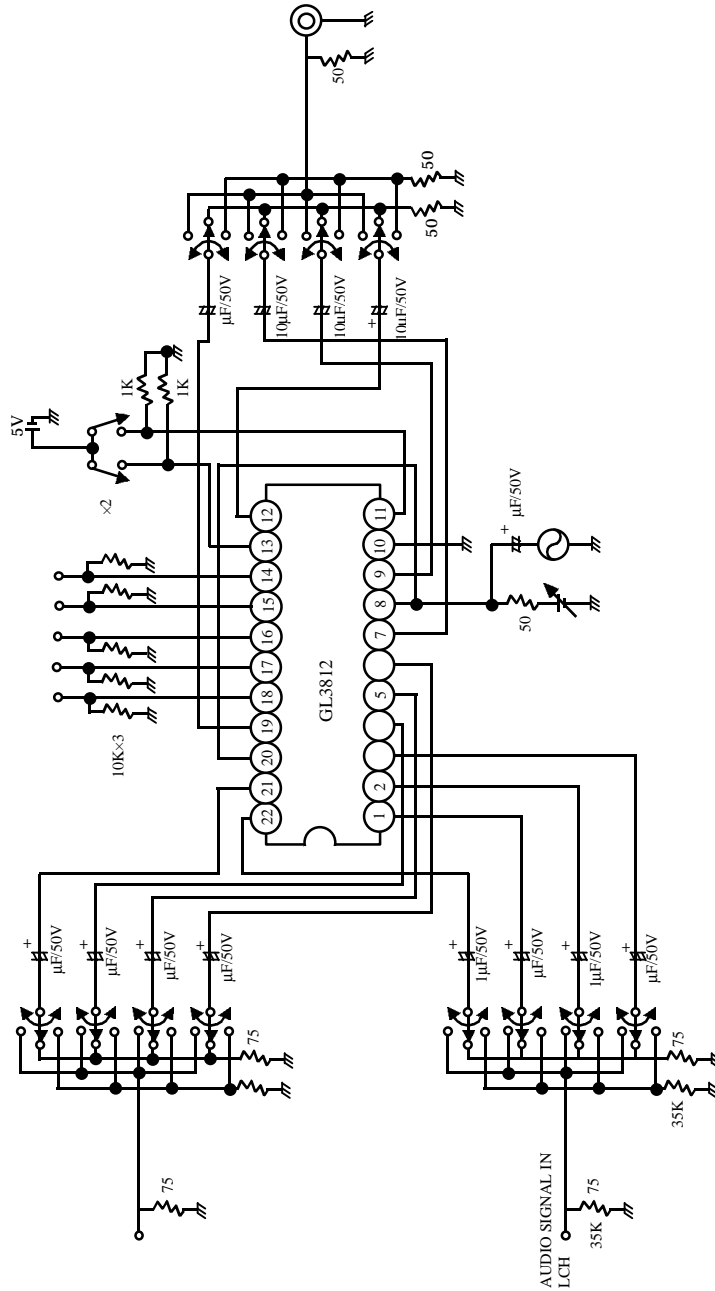 50
50
50
µF/50V
10µF/50V
10uF/50V
+
10uF/50V
5V
×2
1K
1K
12
13
14
15
16
17
18
19
20
21
22
11
10
9
8
7
5
2
1
GL3812
+
µF/50V
50
10K×3
+
µF/50V
+
µF/50V
+
µF/50V
+
µF/50V
75
75
+
1µF/50V
+
µF/50V
+
1µF/50V
+
µF/50V
75
35K
75
35K
AUDIO SIGNAL IN
LCH